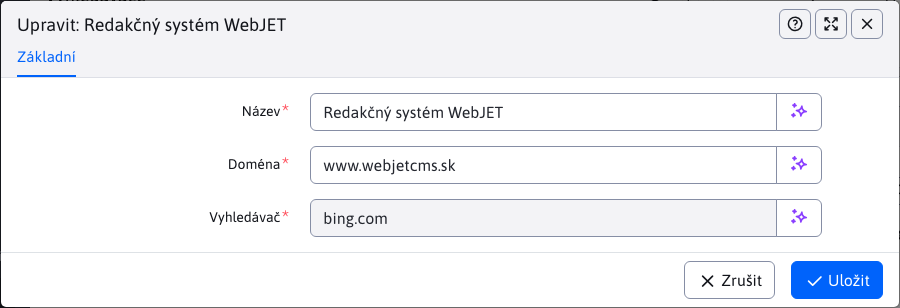 Upravit: Redakčný systém WebJET
Základní
Název*
Redakčný systém WebJET
Doména*
www.webjetcms.sk
Vyhledávač*
bing.com
Zrušit
Uložit